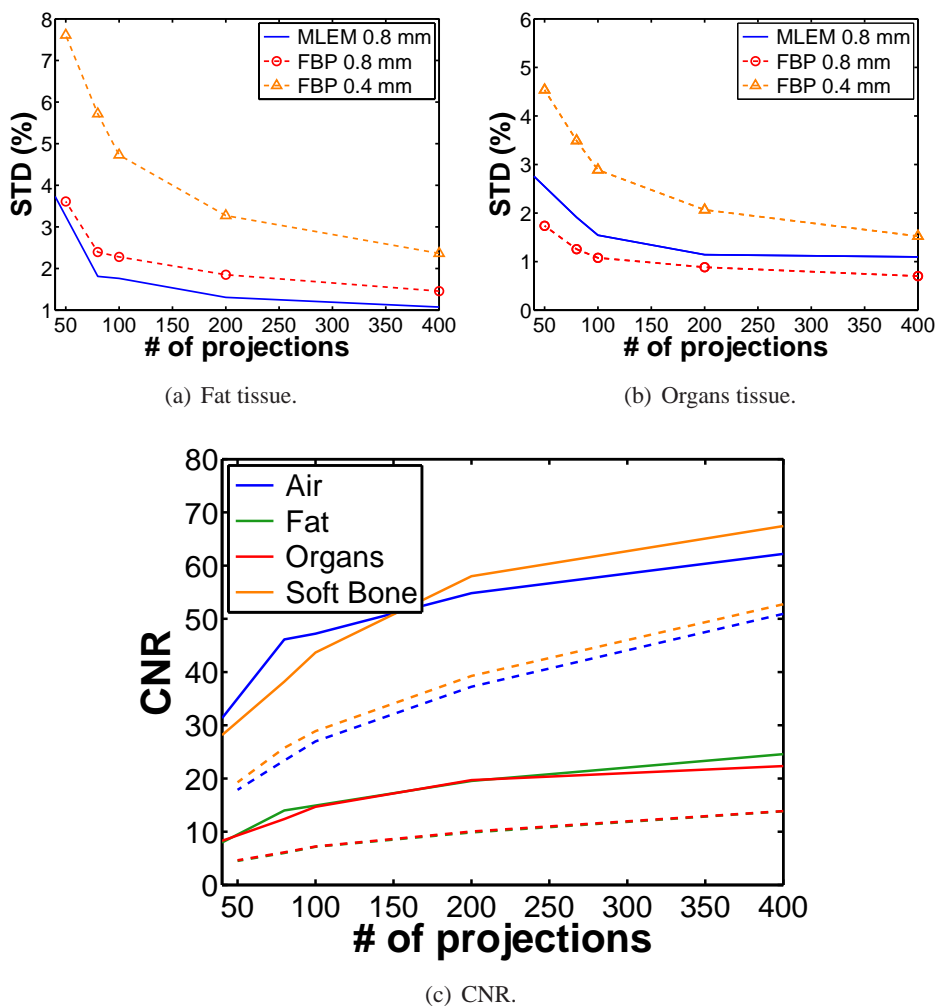 8
7
6
5
4
3
2
1
STD (%)
MLEM 0.8 mm
FBP 0.8 mm
FBP 0.4 mm
50 100 150 200 250 300 350 400
# of projections
(a) Fat tissue.
6
5
4
3
2
1
0
STD (%)
MLEM 0.8 mm
FBP 0.8 mm
FBP 0.4 mm
50 100 150 200 250 300 350 400
# of projections
(b) Organs tissue.
80
70
60
50
40
30
20
10
0
CNR
Air
Fat
Organs
Soft Bone
50 100 150 200 250 300 350 400
# of projections
(c) CNR.